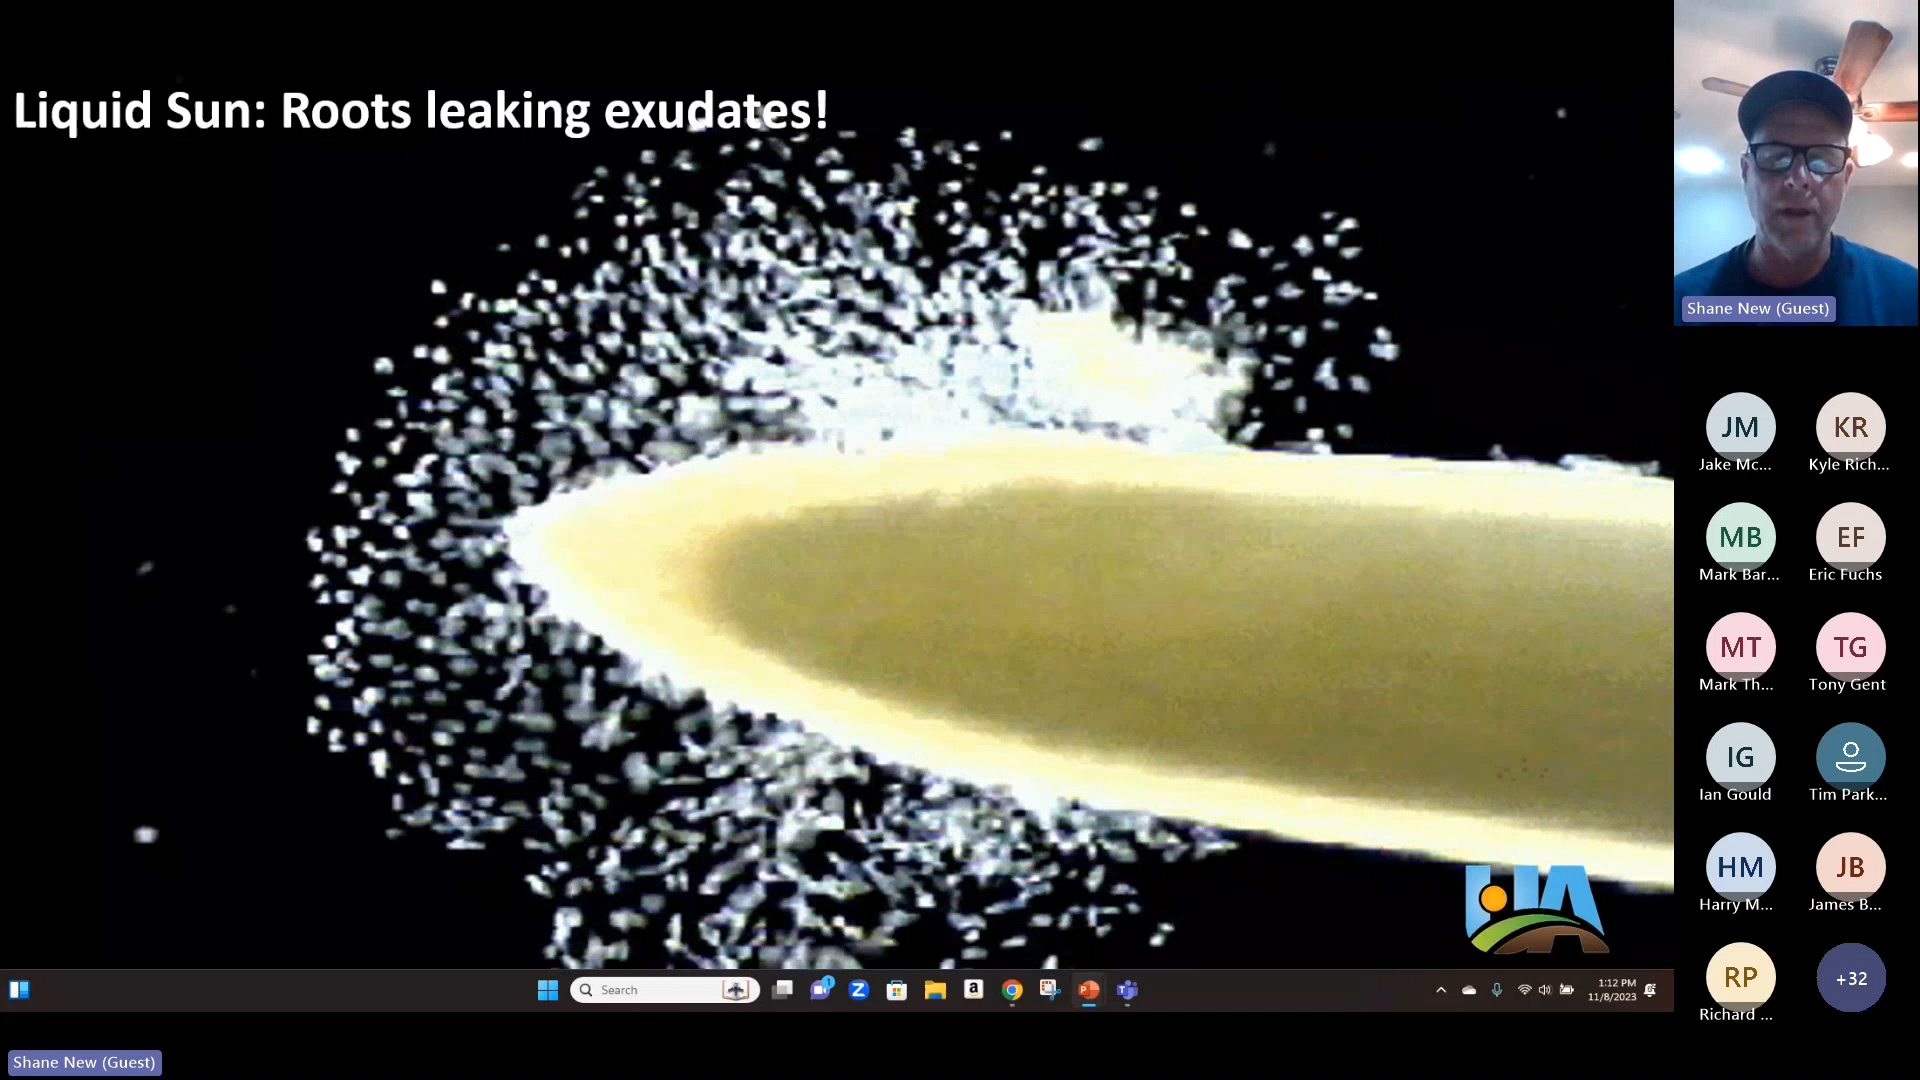 Liquid Sun: Roots leaking exudates!
Shane New (Guest)
JM
KR
Jake Mc...
Kyle Rich...
MB
EF
Mark Bar...
Eric Fuchs
MT
TG
Mark Th...
Tony Gent
IG
Ian Gould
Tim Park...
HM
JB
Harry M...
James B...
RP
+32
Richard ...
UA
Search
1
1:12 PM
11/8/2023
Shane New (Guest)